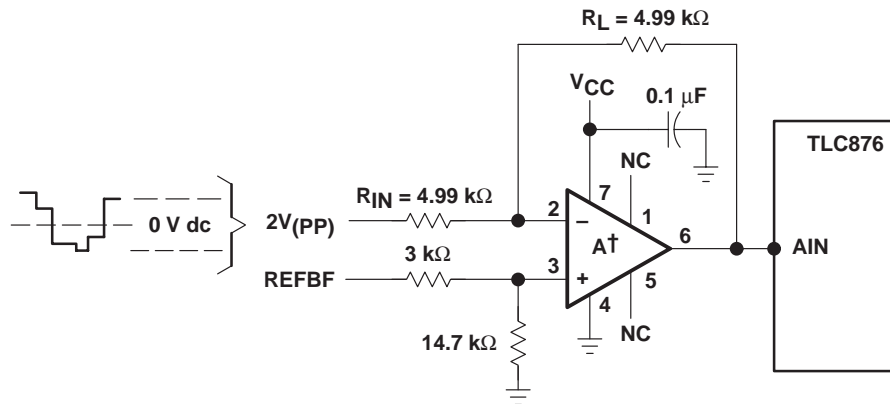 RL = 4.99 kΩ
VCC
0.1 μF
TLC876
NC
RIN = 4.99 kΩ
7
1
0 V dc
2V(PP)
2
–
A†
6
AIN
3 kΩ
REFBF
3
+
5
4
14.7 kΩ
NC